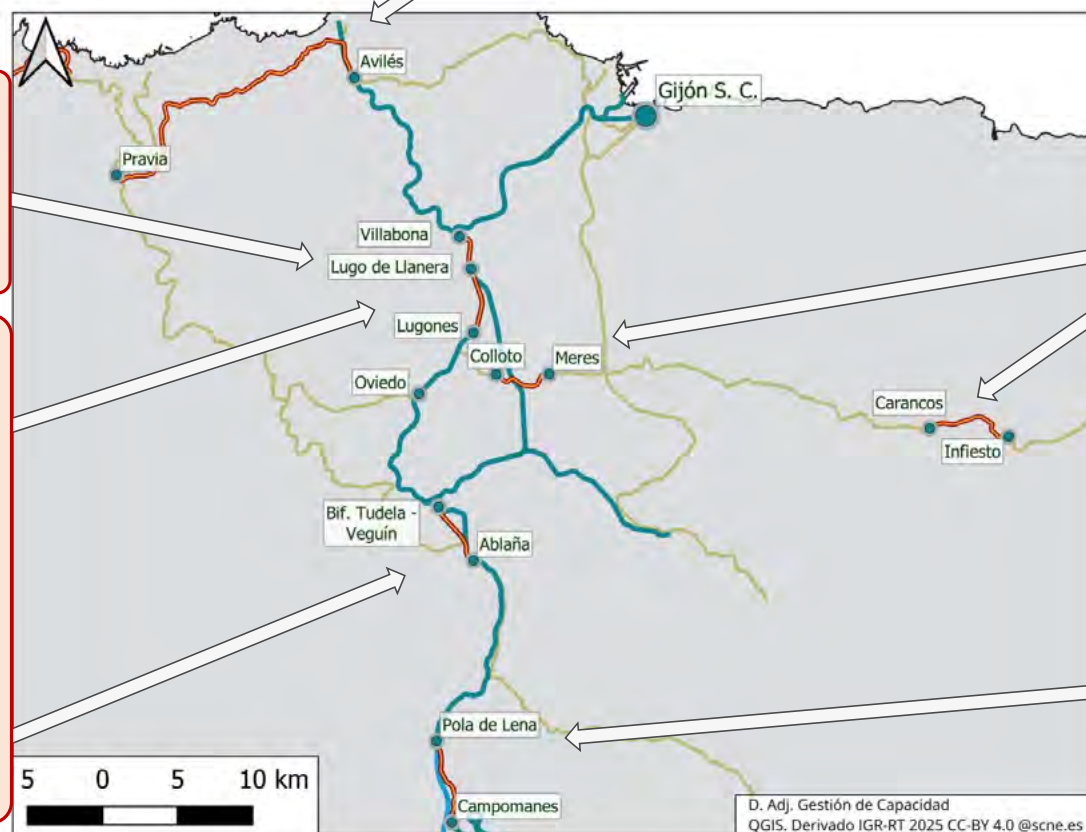 Avilés
Gijón S. C.
Pravia
Villabona
Lugo de Llanera
Lugones
Colloto
Meres
Oviedo
Carancos
Infiesto
Bif. Tudela -
Veguín
Ablaña
Pola de Lena
Campomanes
5 0 5 10 km
D. Adj. Gestión de Capacidad
QGIS. Derivado IGR-RT 2025 CC-BY 4.0 @scne.es